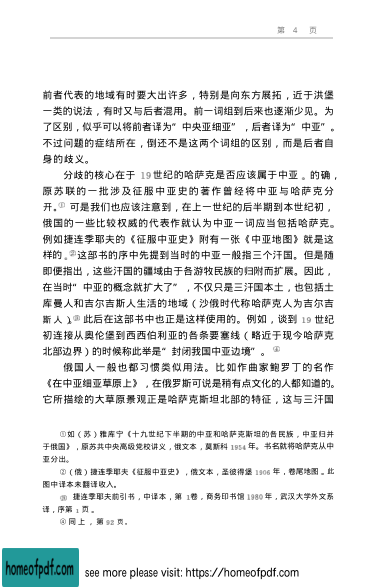 第 4 页
前者代表的地域有时要大出许多，特别是向东方展拓，近于洪堡
一类的说法，有时又与后者混用。前一词组到后来也逐渐少见。为
了区别，似乎可以将前者译为“中央亚细亚”，后者译为“中亚”。
不过问题的症结所在，倒还不是这两个词组的区别，而是后者自
身的歧义。
分歧的核心在于 19世纪的哈萨克是否应该属于中亚。的确，
原苏联的一批涉及征服中亚史的著作曾经将中亚与哈萨克分
开。① 可是我们也应该注意到，在上一世纪的后半期到本世纪初，
俄国的一些比较权威的代表作就认为中亚一词应当包括哈萨克。
例如捷连季耶夫的《征服中亚史》附有一张《中亚地图》就是这
样的。②这部书的序中先提到当时的中亚一般指三个汗国。但是随
即便指出，这些汗国的疆域由于各游牧民族的归附而扩展。因此，
在当时“中亚的概念就扩大了”，不仅只是三汗国本土，也包括土
库曼人和吉尔吉斯人生活的地域（沙俄时代称哈萨克人为吉尔吉
斯人）。③ 此后在这部书中也正是这样使用的。例如，谈到 19 世纪
初连接从奥伦堡到西西伯利亚的各条要塞线（略近于现今哈萨克
北部边界）的时候称此举是“封闭我国中亚边境”。 ④
俄国人一般也都习惯类似用法。比如作曲家鲍罗丁的名作
《在中亚细亚草原上》，在俄罗斯可说是稍有点文化的人都知道的。
它所描绘的大草原景观正是哈萨克斯坦北部的特征，这与三汗国
①如（苏）雅库宁《十九世纪下半期的中亚和哈萨克斯坦的各民族，中亚归并
于俄国》，原苏共中央高级党校讲义，俄文本，莫斯科 1954 年。书名就将哈萨克从中
亚分出。
②（俄）捷连季耶夫《征服中亚史》，俄文本，圣彼得堡 1906 年，卷尾地图。此
图中译本未翻译收入。
③ 捷连季耶夫前引书，中译本，第 1卷，商务印书馆 1980 年，武汉大学外文系
译，序第 1 页。
④ 同上，第 92 页。
homeofpdf.com
see more please visit: https://homeofpdf.com